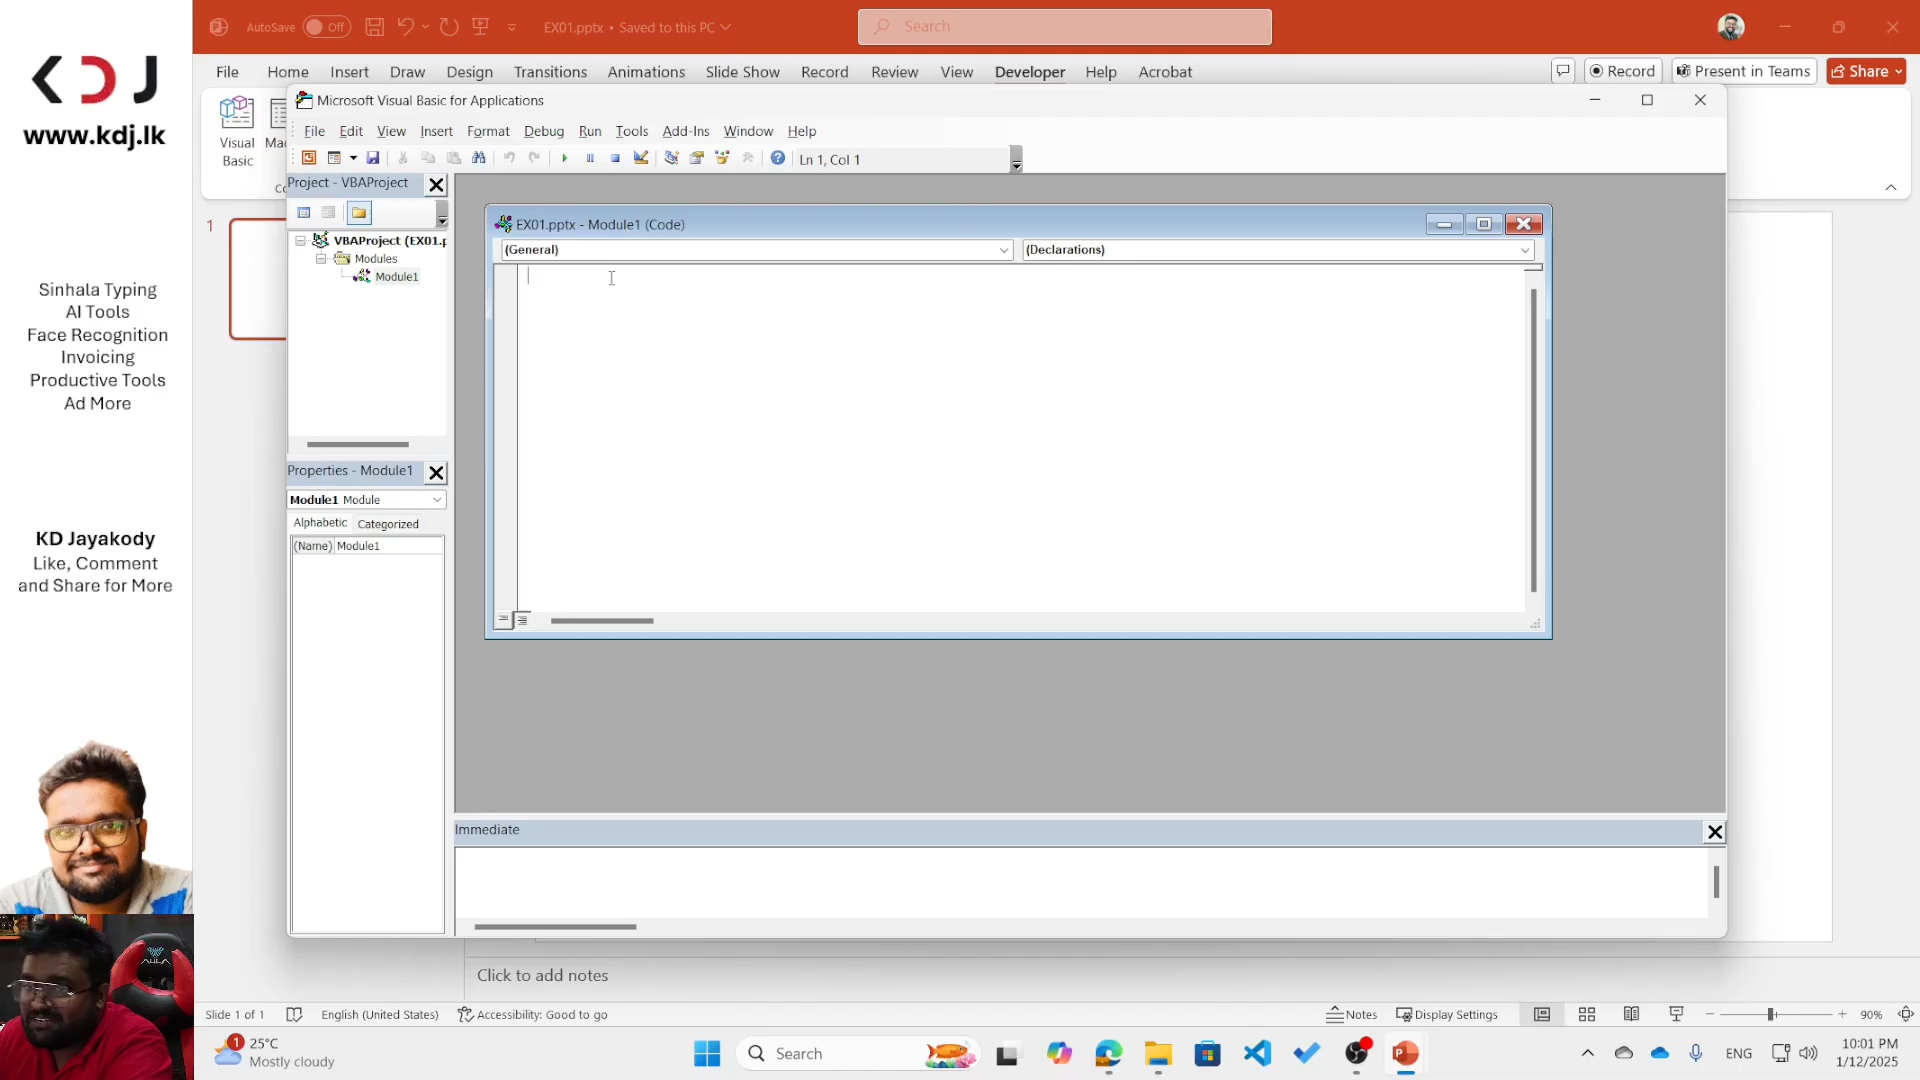 KDJ
www.kdj.lk
Sinhala Typing
AI Tools
Face Recognition
Invoicing
Productive Tools
Ad More
KD Jayakody
Like, Comment
and Share for More
AutoSave Off EX01.pptx • Saved to this PC Search
File Home Insert Draw Design Transitions Animations Slide Show Record Review View Developer Help Acrobat Record Present in Teams Share
Visual
Basic
Microsoft Visual Basic for Applications
File Edit View Insert Format Debug Run Tools Add-Ins Window Help
Ln 1, Col 1
Project - VBAProject
VBAProject (EX01.p
Modules
Module1
Properties - Module1
Module1 Module
Alphabetic Categorized
(Name) Module1
EX01.pptx - Module1 (Code)
(General) (Declarations)
Immediate
1
Click to add notes
Slide 1 of 1 English (United States) Accessibility: Good to go Notes Display Settings 90%
1
25°C
Mostly cloudy
Search
ENG
10:01 PM
1/12/2025